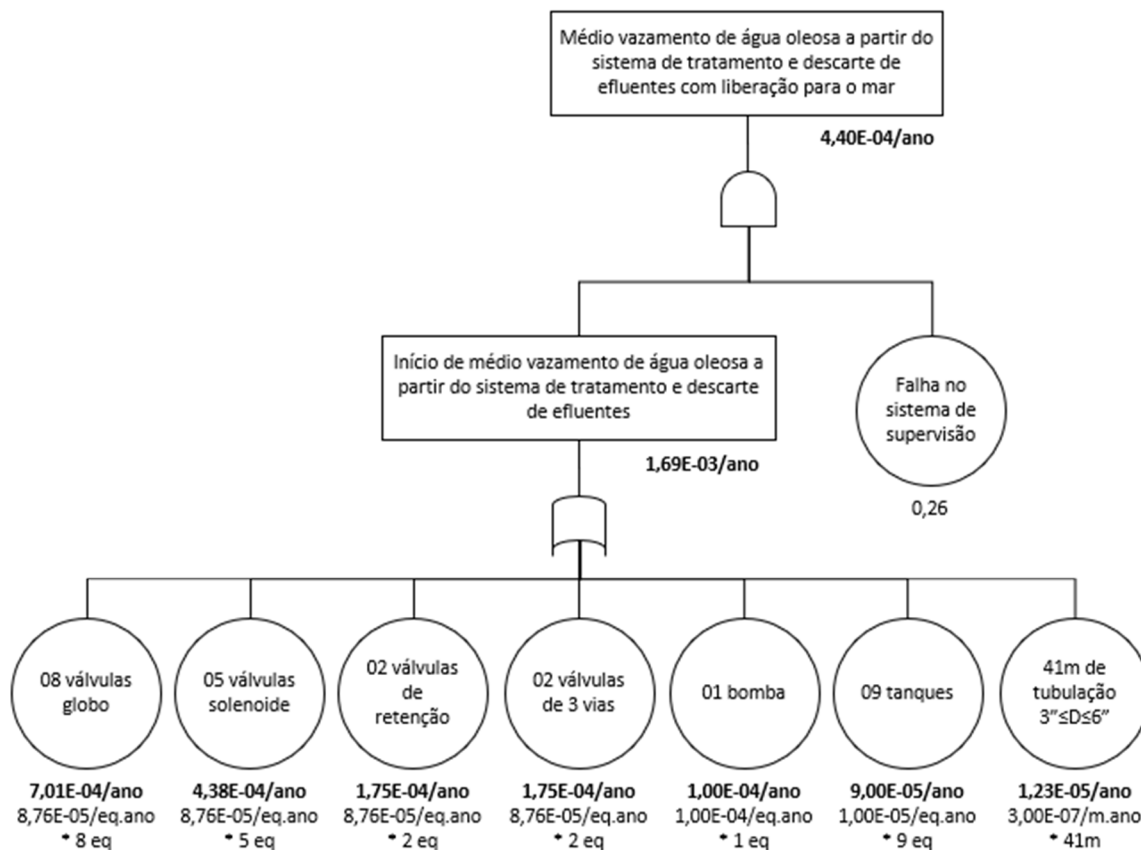 Médio vazamento de água oleosa a partir do
sistema de tratamento e descarte de
efluentes com liberação para o mar
4,40E-04/ano
Início de médio vazamento de água oleosa a
partir do sistema de tratamento e descarte
de efluentes
1,69E-03/ano
Falha no
sistema de
supervisão
0,26
08 válvulas
globo
7,01E-04/ano
8,76E-05/eq.ano
* 8 eq
05 válvulas
solenoide
4,38E-04/ano
8,76E-05/eq.ano
* 5 eq
02 válvulas
de
retenção
1,75E-04/ano
8,76E-05/eq.ano
* 2 eq
02 válvulas
de 3 vias
1,75E-04/ano
8,76E-05/eq.ano
* 2 eq
01 bomba
1,00E-04/ano
1,00E-04/eq.ano
* 1 eq
09 tanques
9,00E-05/ano
1,00E-05/eq.ano
* 9 eq
41m de
tubulação
3”≤D≤6”
1,23E-05/ano
3,00E-07/m.ano
* 41m